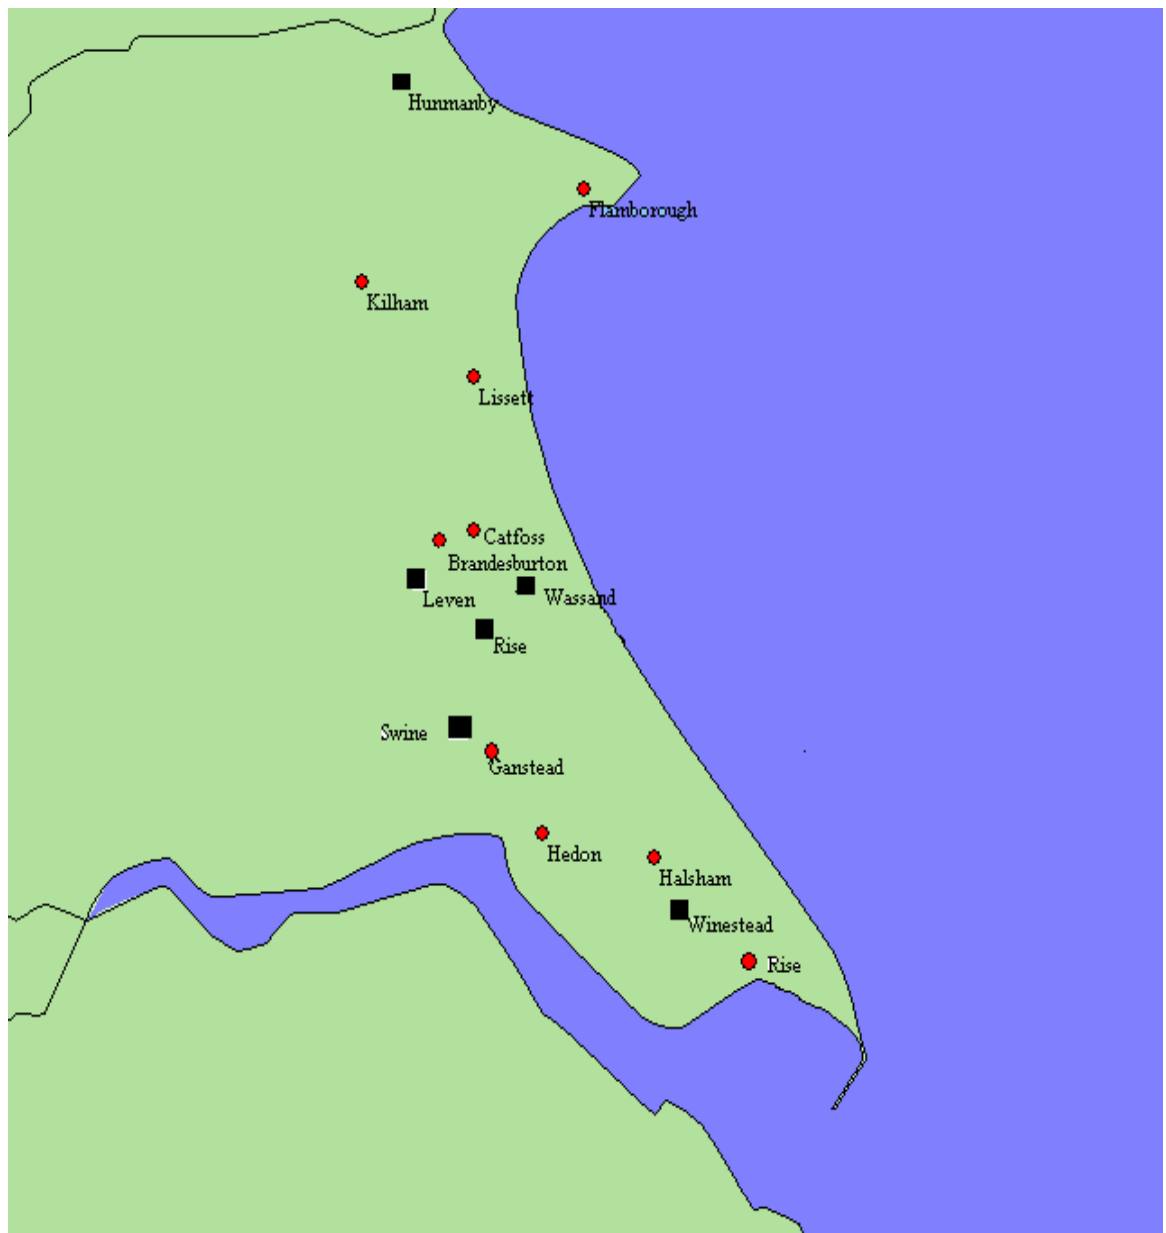 Hunmanby
Flamborough
Kilham
Lissett
Catfoss
Brandesburton
Leven
Wassand
Rise
Swine
Ganstead
Hedon
Halsham
Winestead
Rise